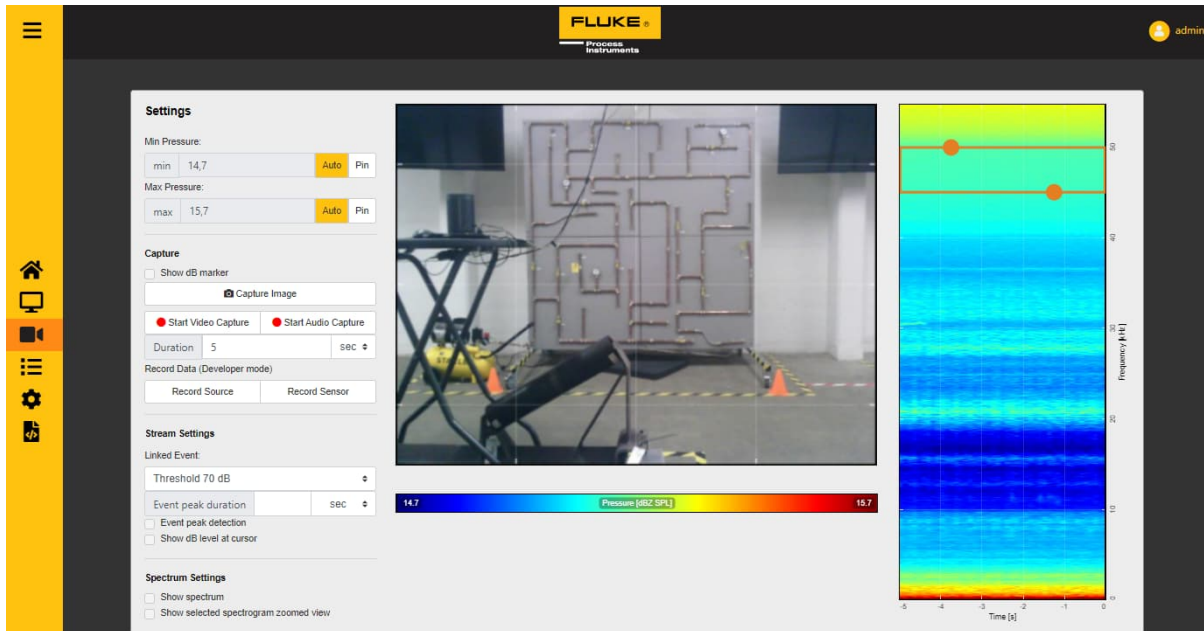 FLUKE ®
Process
Instruments
admin
Settings
Min Pressure:
min 14,7 Auto Pin
Max Pressure:
max 15,7 Auto Pin
Capture
Show dB marker
Capture Image
Start Video Capture Start Audio Capture
Duration 5 sec
Record Data (Developer mode)
Record Source Record Sensor
Stream Settings
Linked Event:
Threshold 70 dB
Event peak duration sec
Event peak detection
Show dB level at cursor
Spectrum Settings
Show spectrum
Show selected spectrogram zoomed view
14.7 Pressure [dBZ SPL] 15.7
50
40
30
20
10
0
Frequency [kHz]
-5 -4 -3 -2 -1 0
Time [s]